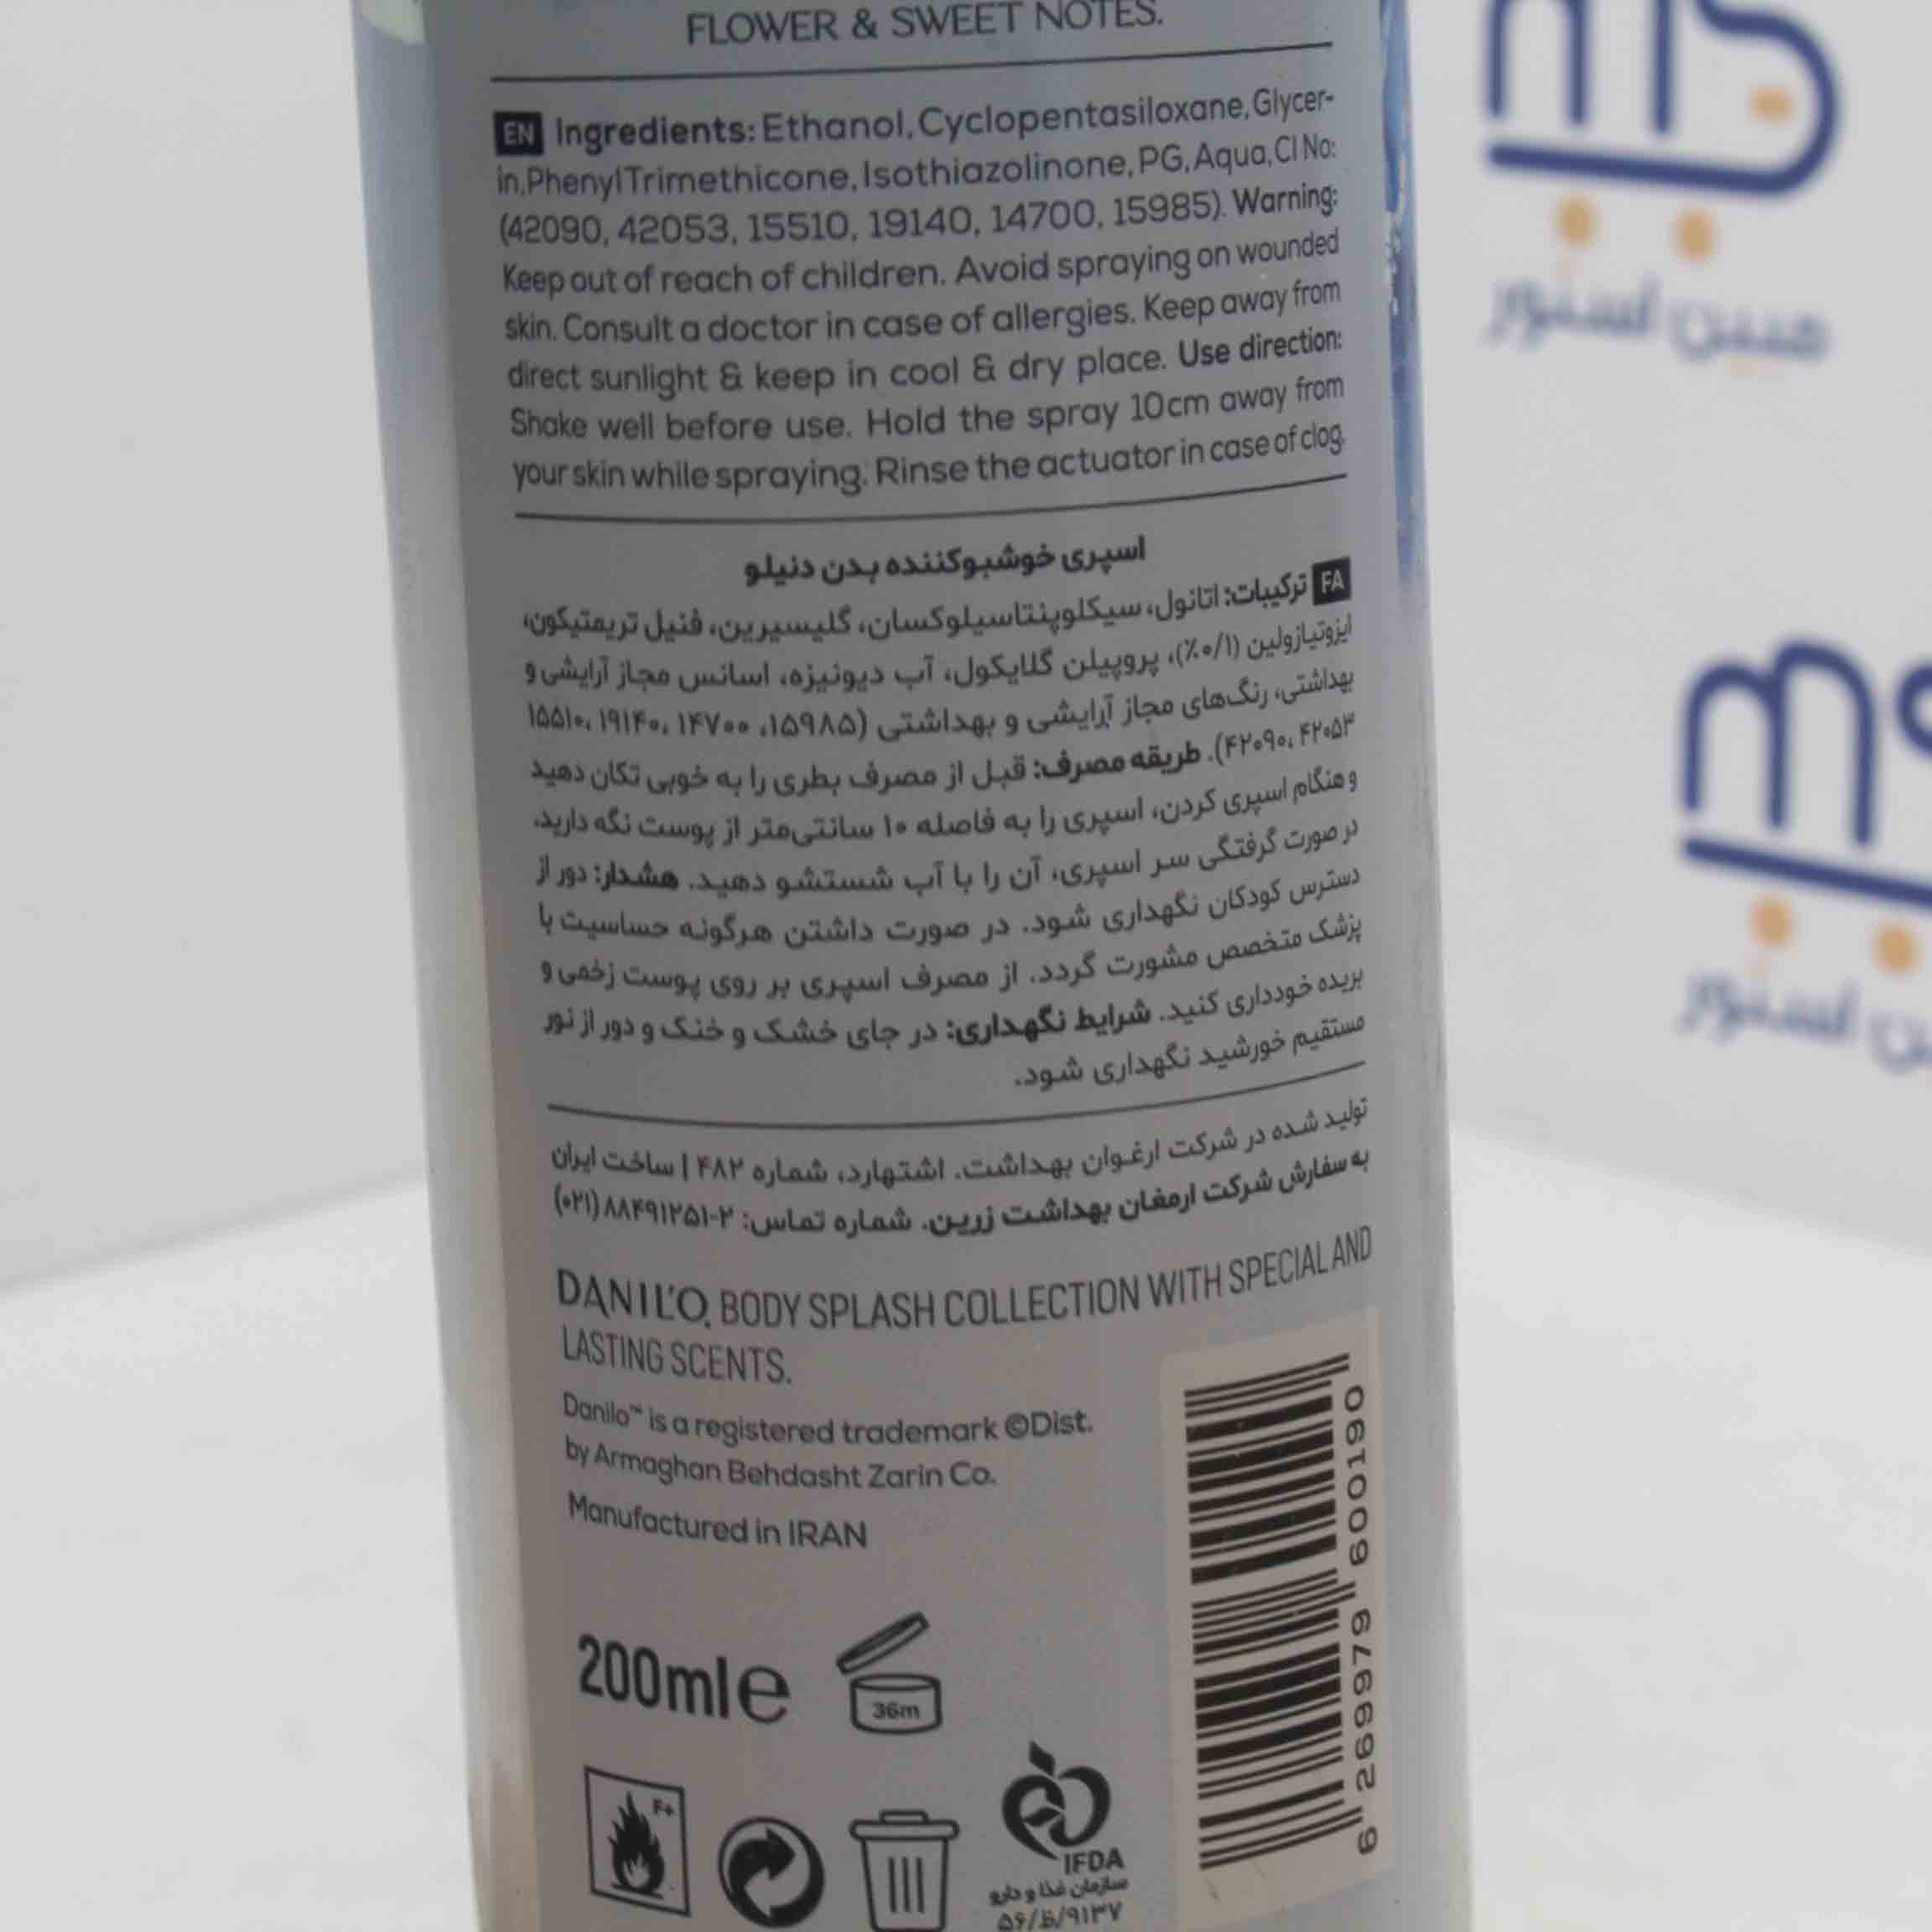 FLOWER & SWEET NOTES.
EN Ingredients: Ethanol, Cyclopentasiloxane, Glycer-
in, Phenyl Trimethicone, Isothiazolinone, PG, Aqua, CI No:
(42090, 42053, 15510, 19140, 14700, 15985). Warning:
Keep out of reach of children. Avoid spraying on wounded
skin. Consult a doctor in case of allergies. Keep away from
direct sunlight & keep in cool & dry place. Use direction:
Shake well before use. Hold the spray 10cm away from
your skin while spraying. Rinse the actuator in case of clog.
اسپری خوشبوکننده بدن دنیلو
FA ترکیبات: اتانول، سیکلوپنتاسیلوکسان، گلیسیرین، فنیل تریمتیکون،
ایزوتیازولین (۰/۱٪)، پروپیلن گلایکول، آب دیونیزه، اسانس مجاز آرایشی و
بهداشتی، رنگ‌های مجاز آرایشی و بهداشتی (۱۵۹۸۵، ۱۴۷۰۰، ۱۹۱۴۰، ۱۵۵۱۰،
۴۲۰۵۳، ۴۲۰۹۰). طریقه مصرف: قبل از مصرف بطری را به خوبی تکان دهید
و هنگام اسپری کردن، اسپری را به فاصله ۱۰ سانتی‌متر از پوست نگه دارید.
در صورت گرفتگی سر اسپری، آن را با آب شستشو دهید. هشدار: دور از
دسترس کودکان نگهداری شود. در صورت داشتن هرگونه حساسیت با
پزشک متخصص مشورت گردد. از مصرف اسپری بر روی پوست زخمی و
بریده خودداری کنید. شرایط نگهداری: در جای خشک و خنک و دور از نور
مستقیم خورشید نگهداری شود.
تولید شده در شرکت ارغوان بهداشت. اشتهارد، شماره ۴۸۲ | ساخت ایران
به سفارش شرکت ارمغان بهداشت زرین. شماره تماس: ۲-۸۸۴۹۱۲۵۱ (۰۲۱)
DANIL'O, BODY SPLASH COLLECTION WITH SPECIAL AND
LASTING SCENTS.
Danilo™ is a registered trademark ©Dist.
by Armaghan Behdasht Zarin Co.
Manufactured in IRAN
200ml e
36m
F+
IFDA
سازمان غذا و دارو
۵۶/ظ/۹۱۳۷
6 269979 600190
مبین استور
ین استور